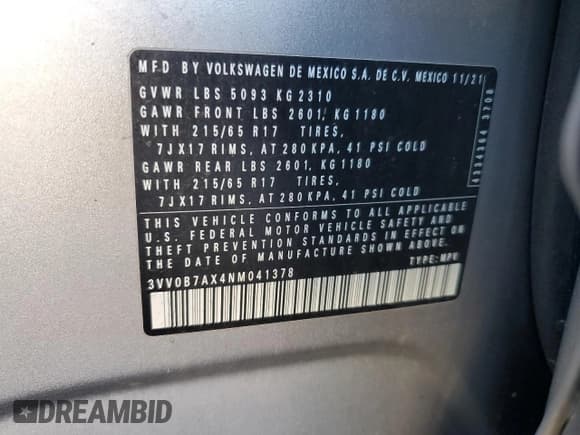 MFD BY VOLKSWAGEN DE MEXICO S.A. DE C.V. MEXICO 11/21
GVWR LBS 5093 KG 2310
GAWR FRONT LBS 2601, KG 1180
WITH 215/65 R17 TIRES,
7JX17 RIMS, AT 280 KPA, 41 PSI COLD
GAWR REAR LBS 2601, KG 1180
WITH 215/65 R17 TIRES,
7JX17 RIMS, AT 280 KPA, 41 PSI COLD
THIS VEHICLE CONFORMS TO ALL APPLICABLE
U.S. FEDERAL MOTOR VEHICLE SAFETY AND
THEFT PREVENTION STANDARDS IN EFFECT ON
THE DATE OF MANUFACTURE SHOWN ABOVE.
3VV0B7AX4NM041378 TYPE:MPV
DREAMBID